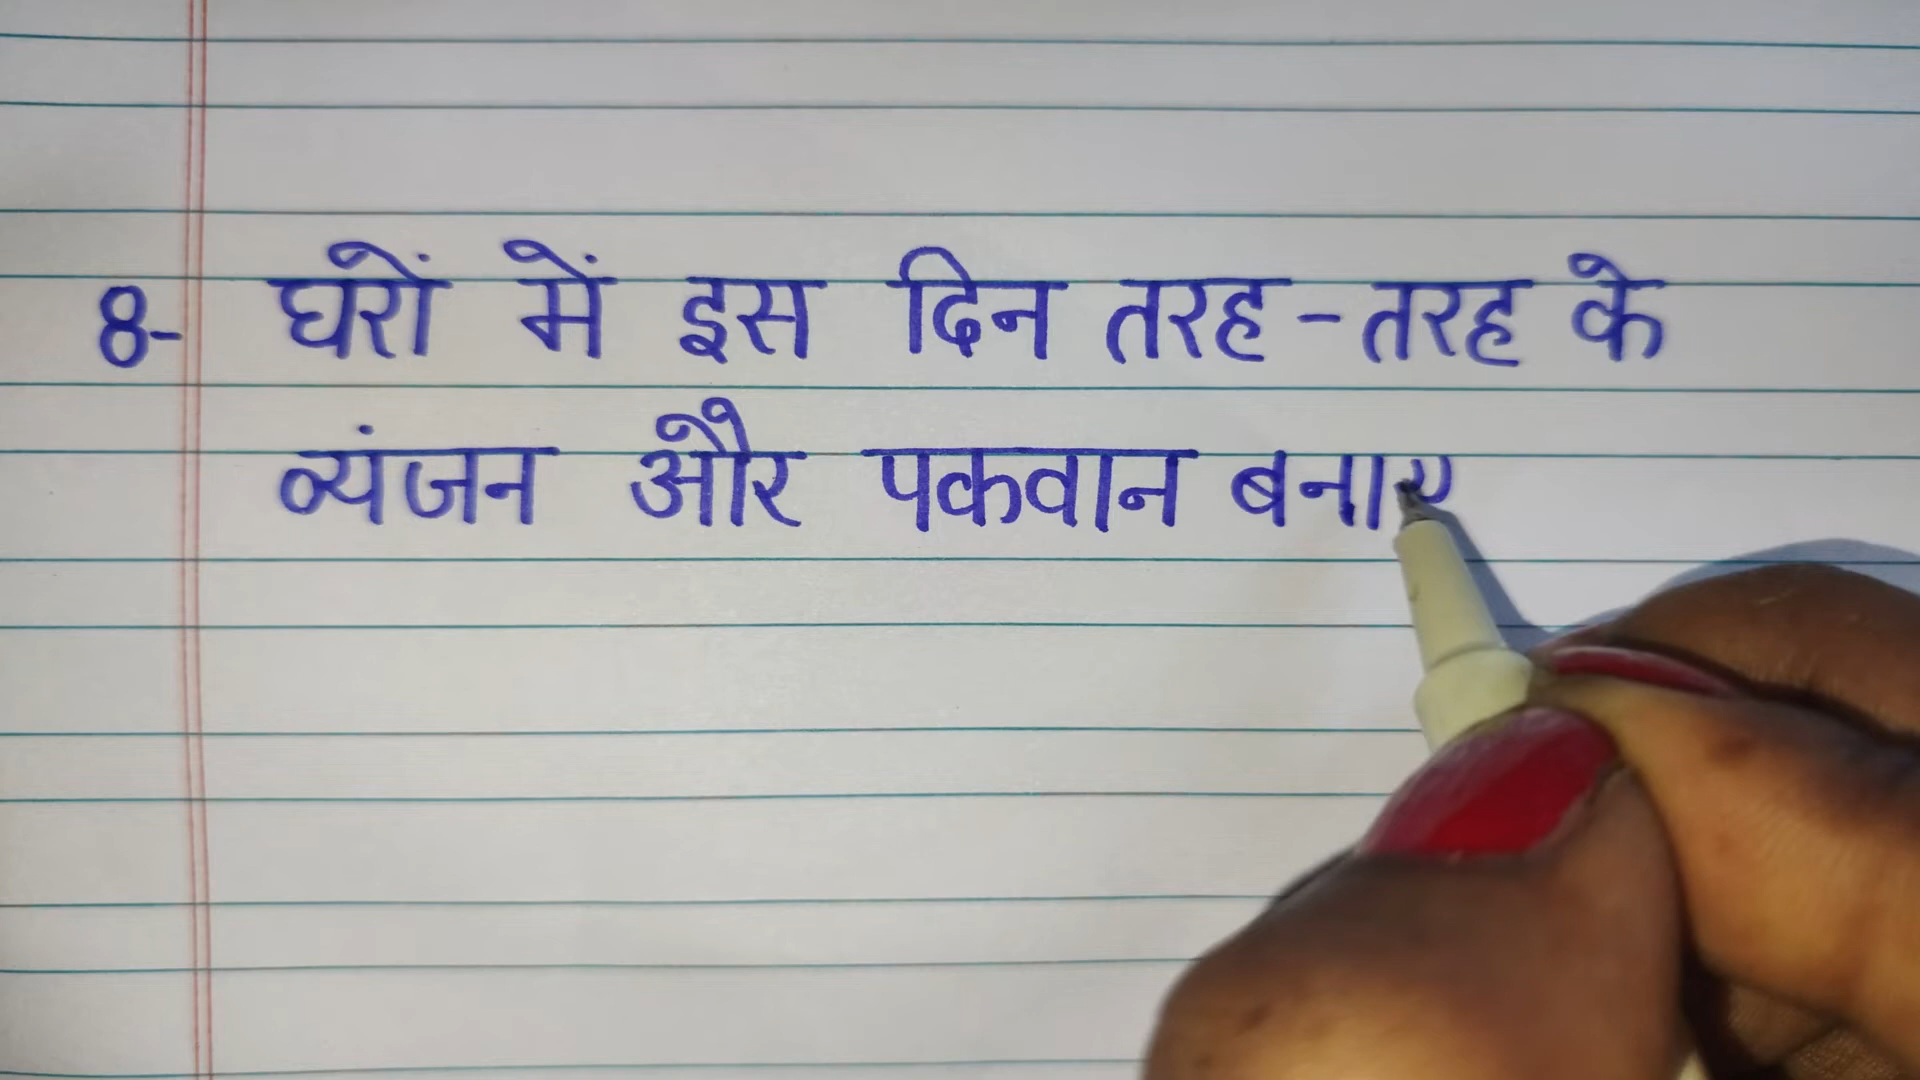 8- घरों में इस दिन तरह-तरह के
व्यंजन और पकवान बनाए